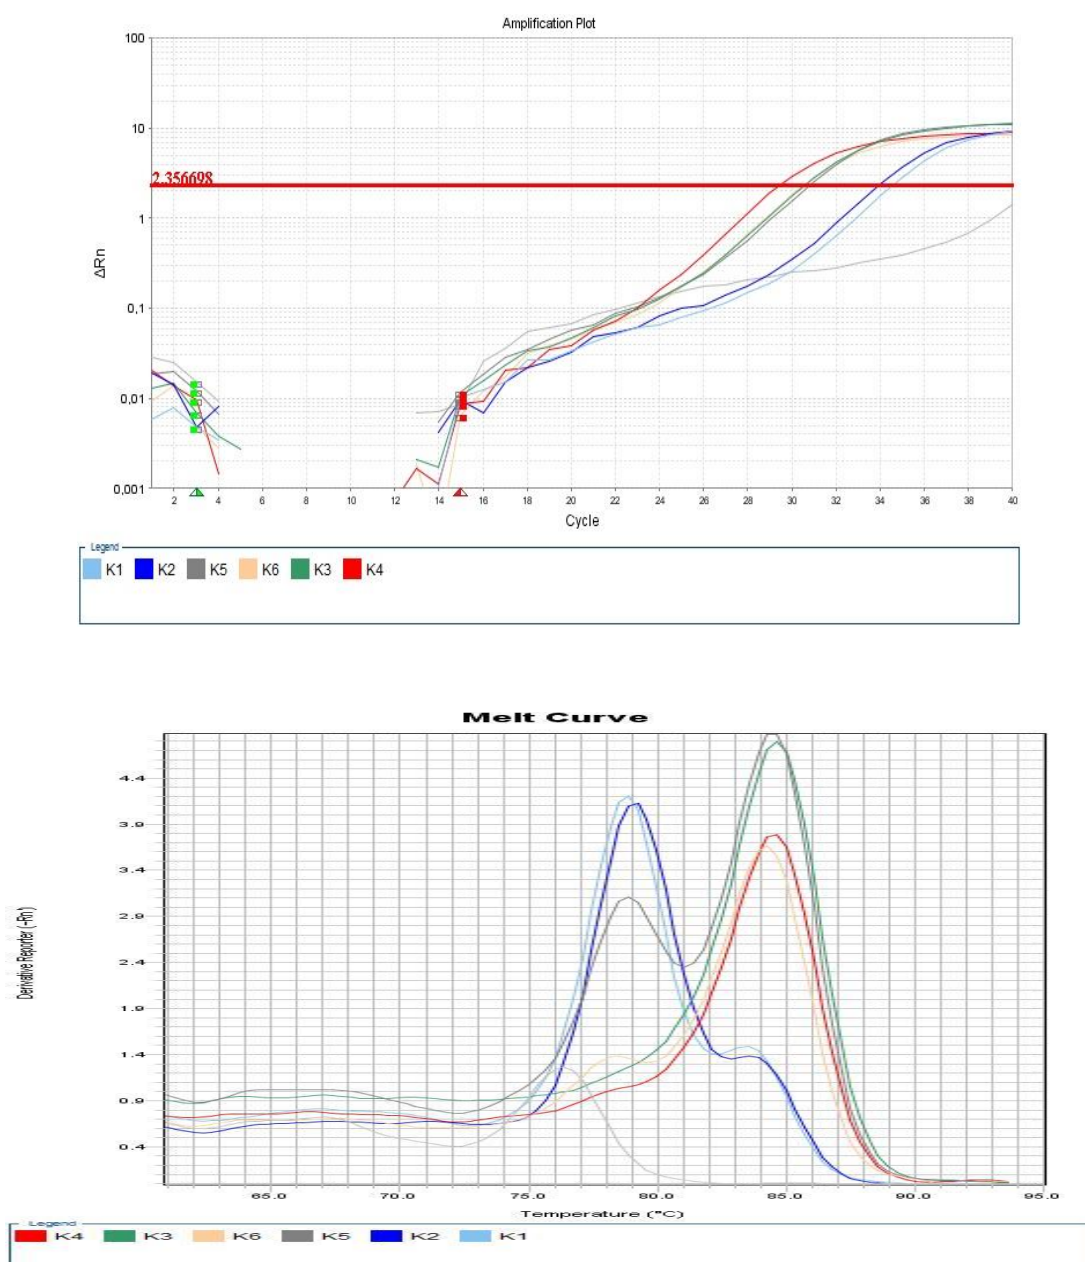 Amplification Plot
100
10
2.356698
1
0,1
0,01
0,001
ΔRn
2 4 6 8 10 12 14 16 18 20 22 24 26 28 30 32 34 36 38 40
Cycle
Legend
K1 K2 K5 K6 K3 K4
Melt Curve
4.4
3.9
3.4
2.9
2.4
1.9
1.4
0.9
0.4
Derivative Reporter (-Rn)
65.0 70.0 75.0 80.0 85.0 90.0 95.0
Temperature (°C)
Legend
K4 K3 K6 K5 K2 K1